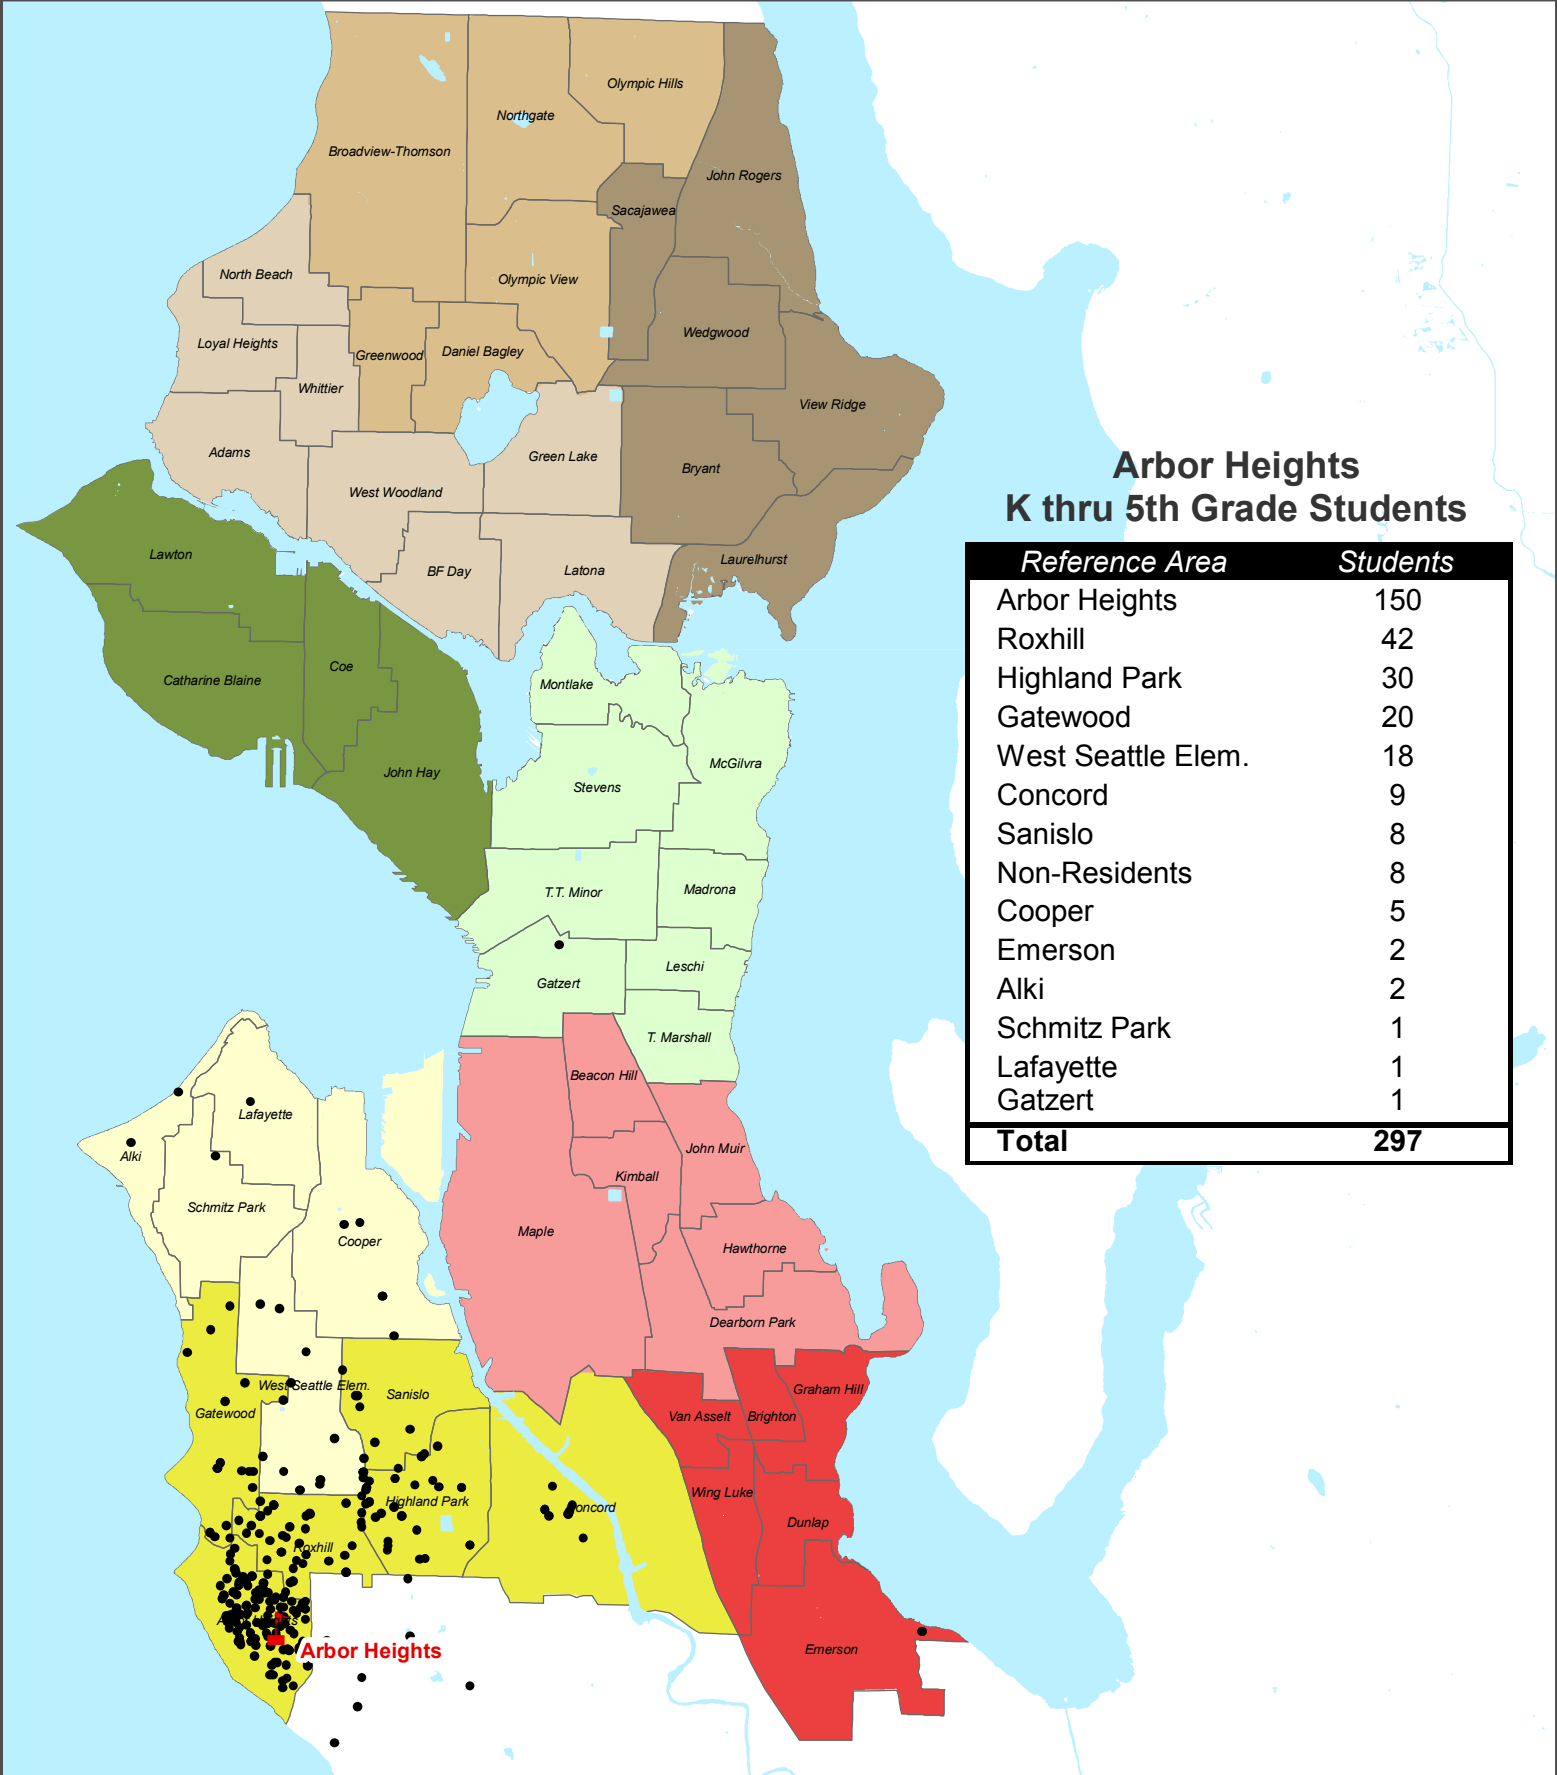 Olympic Hills
Northgate
Broadview-Thomson
John Rogers
Sacajawea
North Beach
Olympic View
Wedgwood
Loyal Heights
Greenwood
Daniel Bagley
Whittier
View Ridge
Adams
Green Lake
Bryant
West Woodland
Lawton
BF Day
Latona
Laurelhurst
Coe
Catharine Blaine
Montlake
John Hay
McGilvra
Stevens
T.T. Minor
Madrona
Leschi
Gatzert
T. Marshall
Beacon Hill
Lafayette
Alki
John Muir
Kimball
Schmitz Park
Maple
Cooper
Hawthorne
Dearborn Park
West Seattle Elem.
Sanislo
Graham Hill
Gatewood
Van Asselt
Brighton
Highland Park
Concord
Wing Luke
Dunlap
Roxhill
Arbor Heights
Emerson
Arbor Heights
Arbor Heights
K thru 5th Grade Students
Reference Area Students
Arbor Heights 150
Roxhill 42
Highland Park 30
Gatewood 20
West Seattle Elem. 18
Concord 9
Sanislo 8
Non-Residents 8
Cooper 5
Emerson 2
Alki 2
Schmitz Park 1
Lafayette 1
Gatzert 1
Total 297